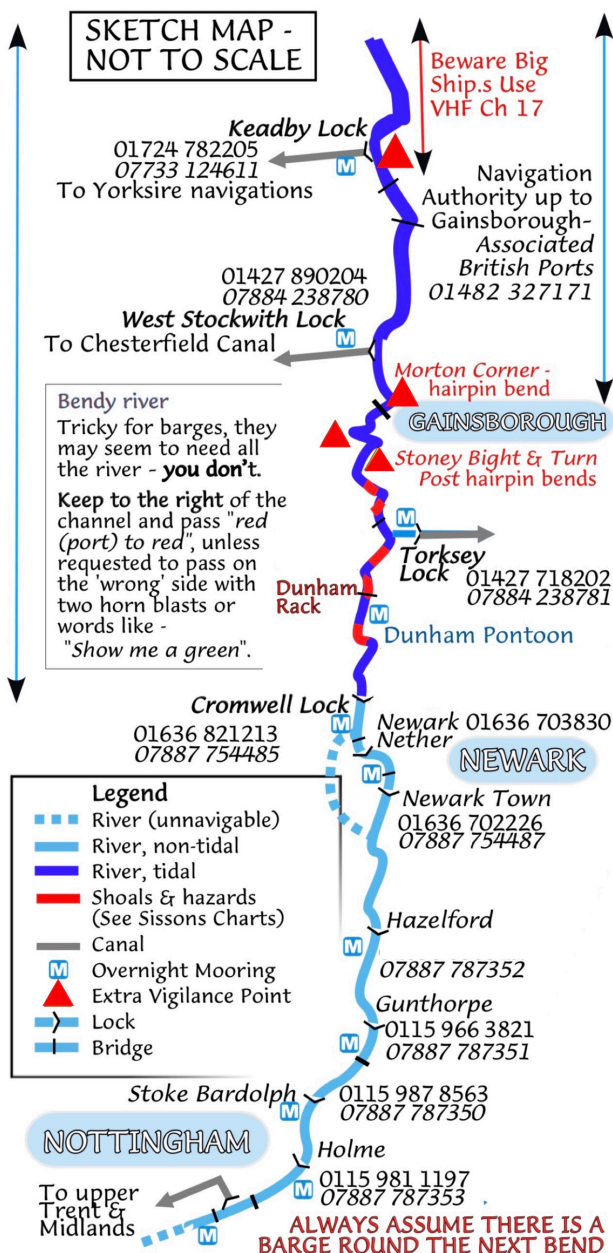 SKETCH MAP -
NOT TO SCALE
Beware Big
Ship.s Use
VHF Ch 17
Keadby Lock
01724 782205
07733 124611
M
To Yorksire navigations
Navigation
Authority up to
Gainsborough-
Associated
British Ports
01482 327171
01427 890204
07884 238780
West Stockwith Lock
M
To Chesterfield Canal
Morton Corner -
hairpin bend
GAINSBOROUGH
Stoney Bight & Turn
Post hairpin bends
Bendy river
Tricky for barges, they
may seem to need all
the river - you don't.
Keep to the right of the
channel and pass "red
(port) to red", unless
requested to pass on
the 'wrong' side with
two horn blasts or
words like -
"Show me a green".
M
Torksey
Lock
01427 718202
07884 238781
Dunham
Rack
M
Dunham Pontoon
Cromwell Lock
01636 821213
07887 754485
M
Newark 01636 703830
Nether
NEWARK
M
Newark Town
01636 702226
07887 754487
Legend
River (unnavigable)
River, non-tidal
River, tidal
Shoals & hazards
(See Sissons Charts)
Canal
M Overnight Mooring
Extra Vigilance Point
Lock
Bridge
Hazelford
M
07887 787352
Gunthorpe
0115 966 3821
07887 787351
M
Stoke Bardolph
0115 987 8563
07887 787350
M
NOTTINGHAM
Holme
0115 981 1197
07887 787353
M
To upper
Trent &
Midlands
M
ALWAYS ASSUME THERE IS A
BARGE ROUND THE NEXT BEND